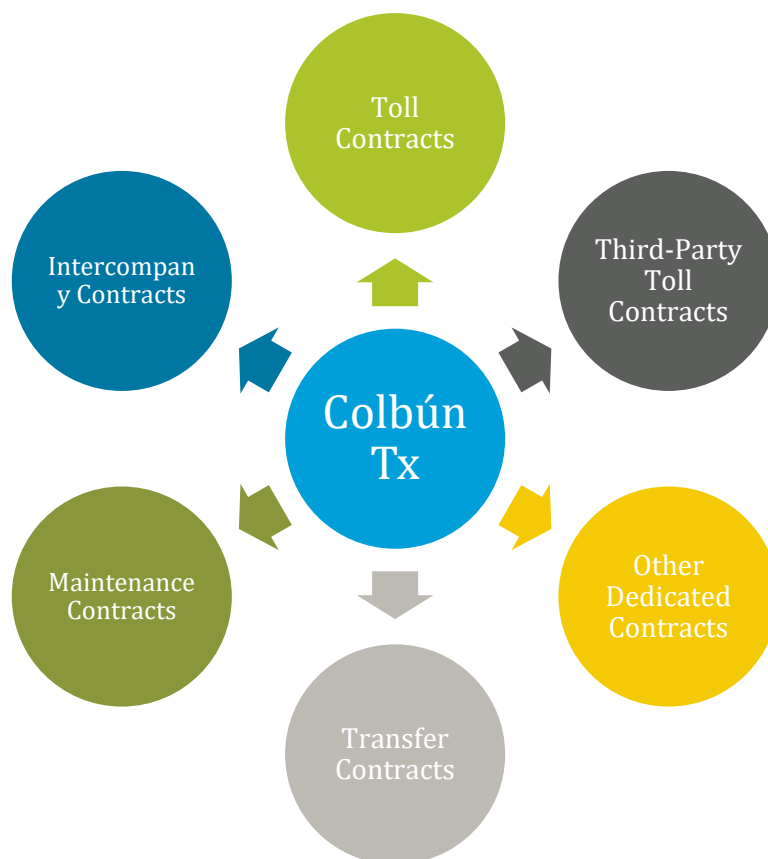 Toll
Contracts
Third-Party
Toll
Contracts
Other
Dedicated
Contracts
Transfer
Contracts
Maintenance
Contracts
Intercompan
y Contracts
Colbún
Tx